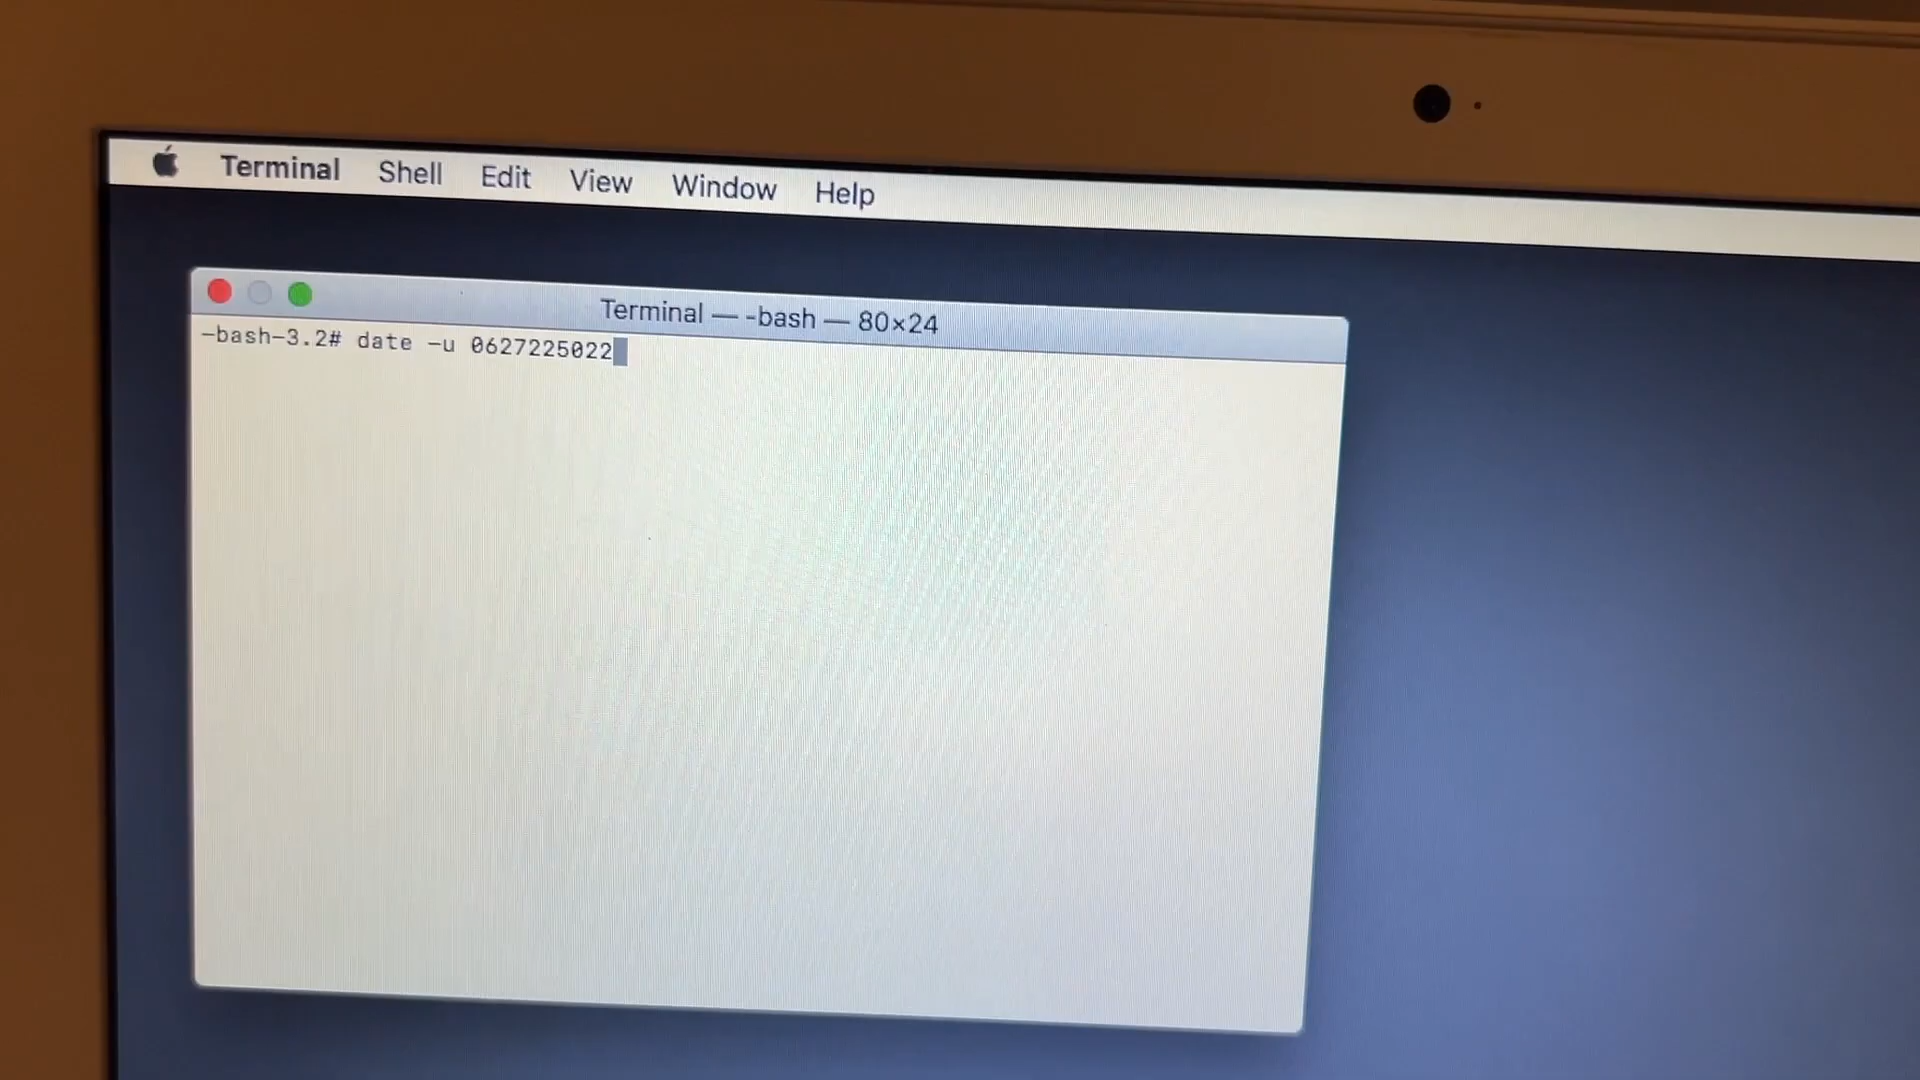 Terminal Shell Edit View Window Help
Terminal — -bash — 80×24
-bash-3.2# date -u 0627225022